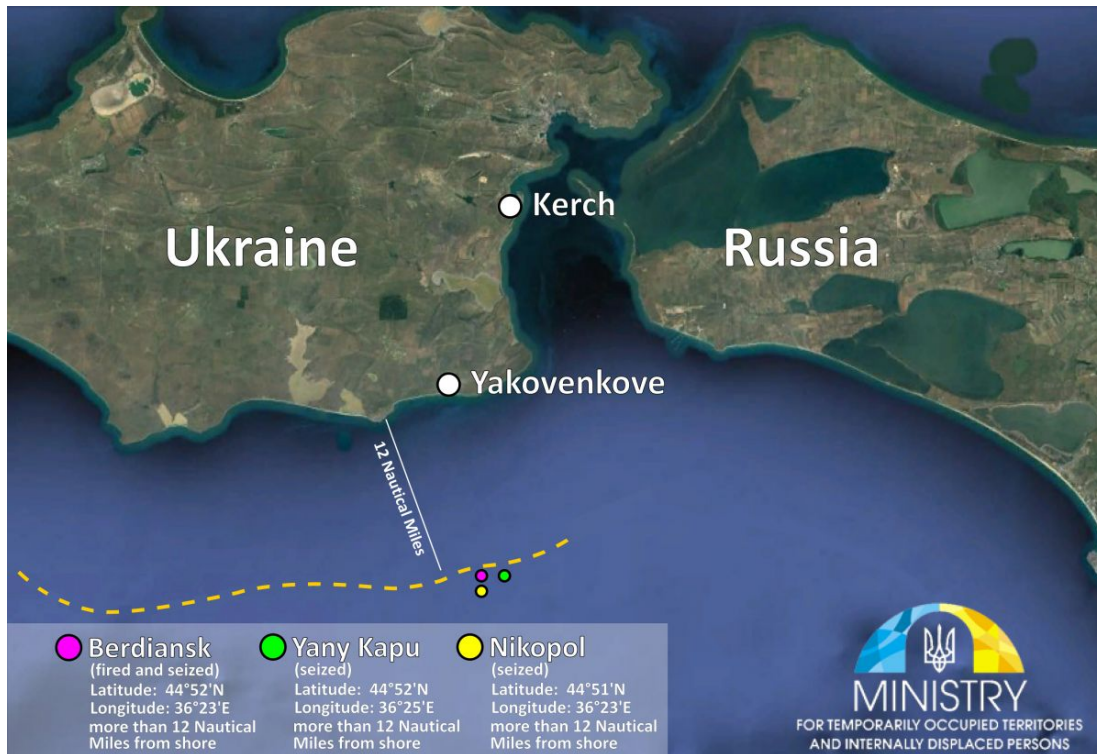 Kerch
Ukraine
Russia
Yakovenkove
12 Nautical Miles
Berdiansk
(fired and seized)
Latitude: 44°52'N
Longitude: 36°23'E
more than 12 Nautical
Miles from shore
Yany Kapu
(seized)
Latitude: 44°52'N
Longitude: 36°25'E
more than 12 Nautical
Miles from shore
Nikopol
(seized)
Latitude: 44°51'N
Longitude: 36°23'E
more than 12 Nautical
Miles from shore
MINISTRY
FOR TEMPORARILY OCCUPIED TERRITORIES
AND INTERNALLY DISPLACED PERSONS